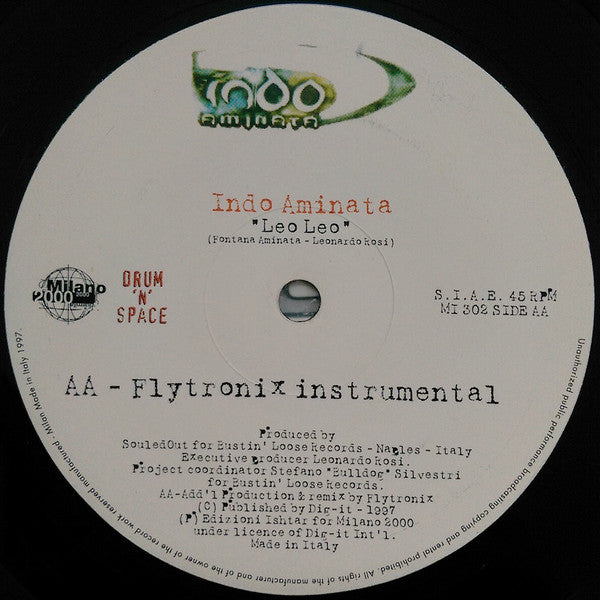 indo
AMINATA
Indo Aminata
"Leo Leo"
(Fontana Aminata - Leonardo Rosi)
Milano
2000
DRUM
'N'
SPACE
S.I.A.E. 45 RPM
MI 302 SIDE AA
AA - Flytronix instrumental
Produced by
SouledOut for Bustin' Loose Records - Naples - Italy
Executive producer Leonardo Rosi.
Project coordinator Stefano "Bulldog" Silvestri
for Bustin' Loose Records.
AA-Add'l Production & remix by Flytronix
(C) Published by Dig-it - 1997
(P) Edizioni Ishtar for Milano 2000
under licence of Dig-it Int'l.
Made in Italy
Unauthorized public performance broadcasting copying and rental prohibited. All rights of the manufacturer and of the owner of the record work reserved manufactured. Milan Made in Italy 1997.